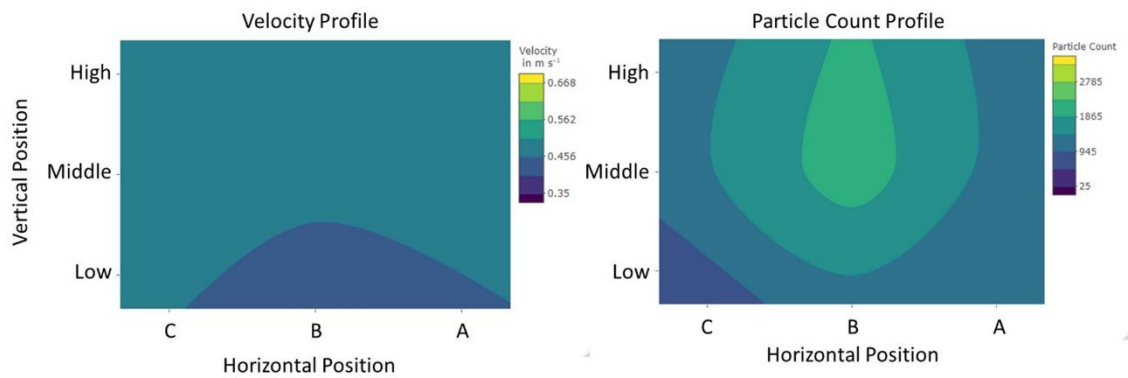 Velocity Profile
Vertical Position
High
Middle
Low
C B A
Horizontal Position
Velocity
in m s⁻¹
0.668
0.562
0.456
0.35
Particle Count Profile
High
Middle
Low
C B A
Horizontal Position
Particle Count
2785
1865
945
25